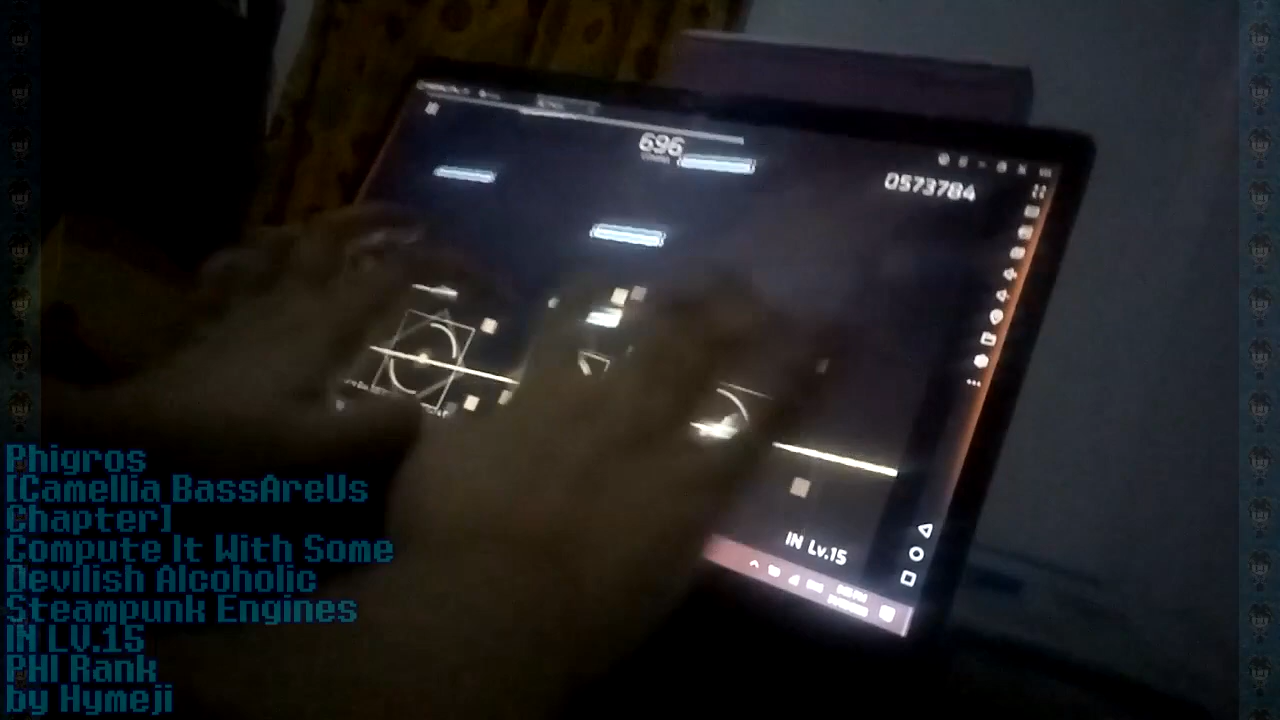 696
0573784
IN Lv.15
Phigros
[Camellia BassAreUs
Chapter]
Compute It With Some
Devilish Alcoholic
Steampunk Engines
IN LV.15
PHI Rank
by Hymeji